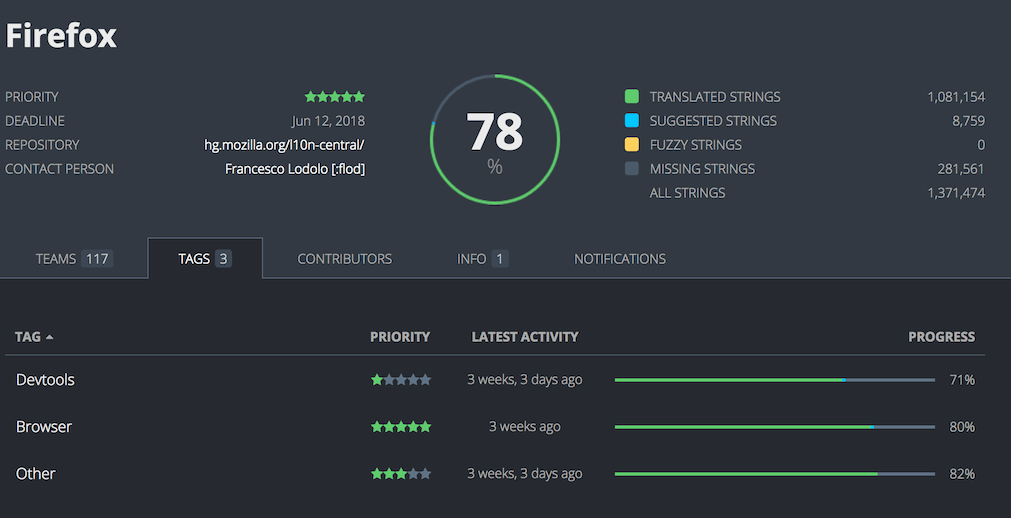 Firefox
PRIORITY
DEADLINE Jun 12, 2018
REPOSITORY hg.mozilla.org/l10n-central/
CONTACT PERSON Francesco Lodolo [:flod]
78
%
TRANSLATED STRINGS 1,081,154
SUGGESTED STRINGS 8,759
FUZZY STRINGS 0
MISSING STRINGS 281,561
ALL STRINGS 1,371,474
TEAMS 117 TAGS 3 CONTRIBUTORS INFO 1 NOTIFICATIONS
TAG PRIORITY LATEST ACTIVITY PROGRESS
Devtools 3 weeks, 3 days ago 71%
Browser 3 weeks ago 80%
Other 3 weeks, 3 days ago 82%